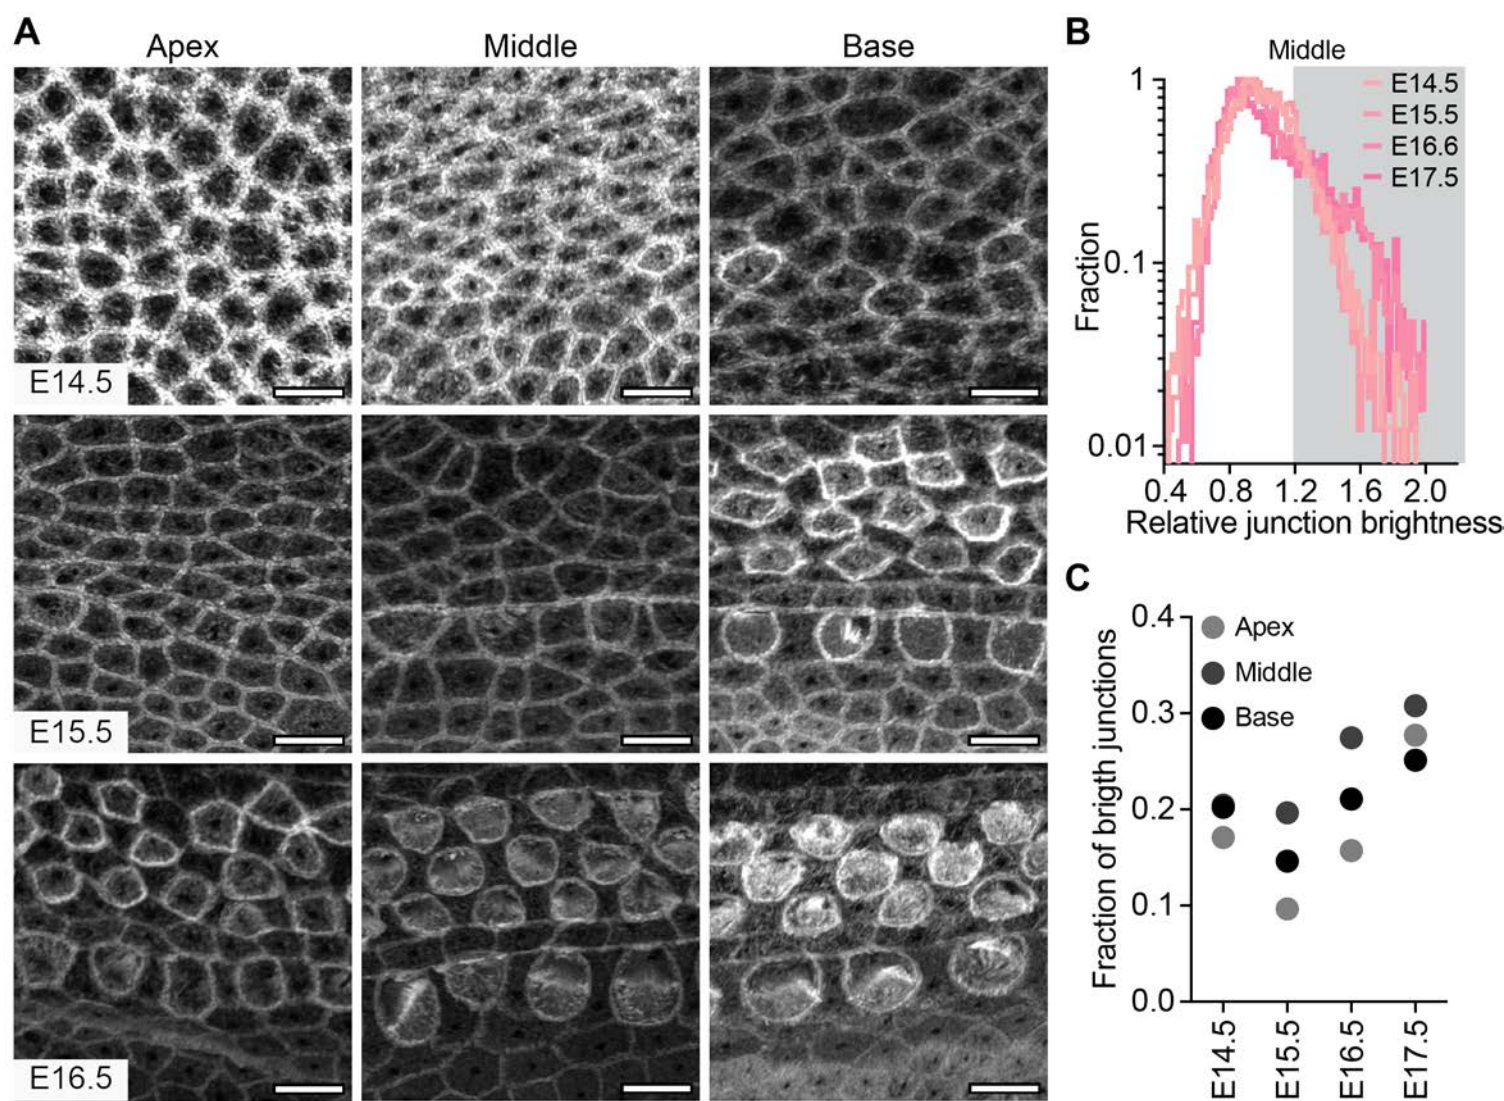 A
Apex
Middle
Base
E14.5
E15.5
E16.5
B
Middle
E14.5
E15.5
E16.6
E17.5
Fraction
1
0.1
0.01
0.4 0.8 1.2 1.6 2.0
Relative junction brightness
C
Apex
Middle
Base
Fraction of brigth junctions
0.4
0.3
0.2
0.1
0.0
E14.5
E15.5
E16.5
E17.5